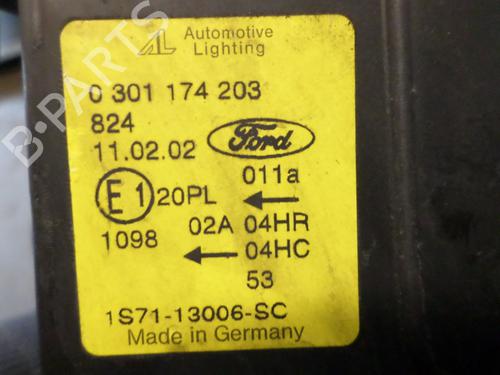 AL Automotive
Lighting
0 301 174 203
824
11.02.02
Ford
011a
E1 20PL
02A 04HR
1098
04HC
53
1S71-13006-SC
Made in Germany
B-PARTS